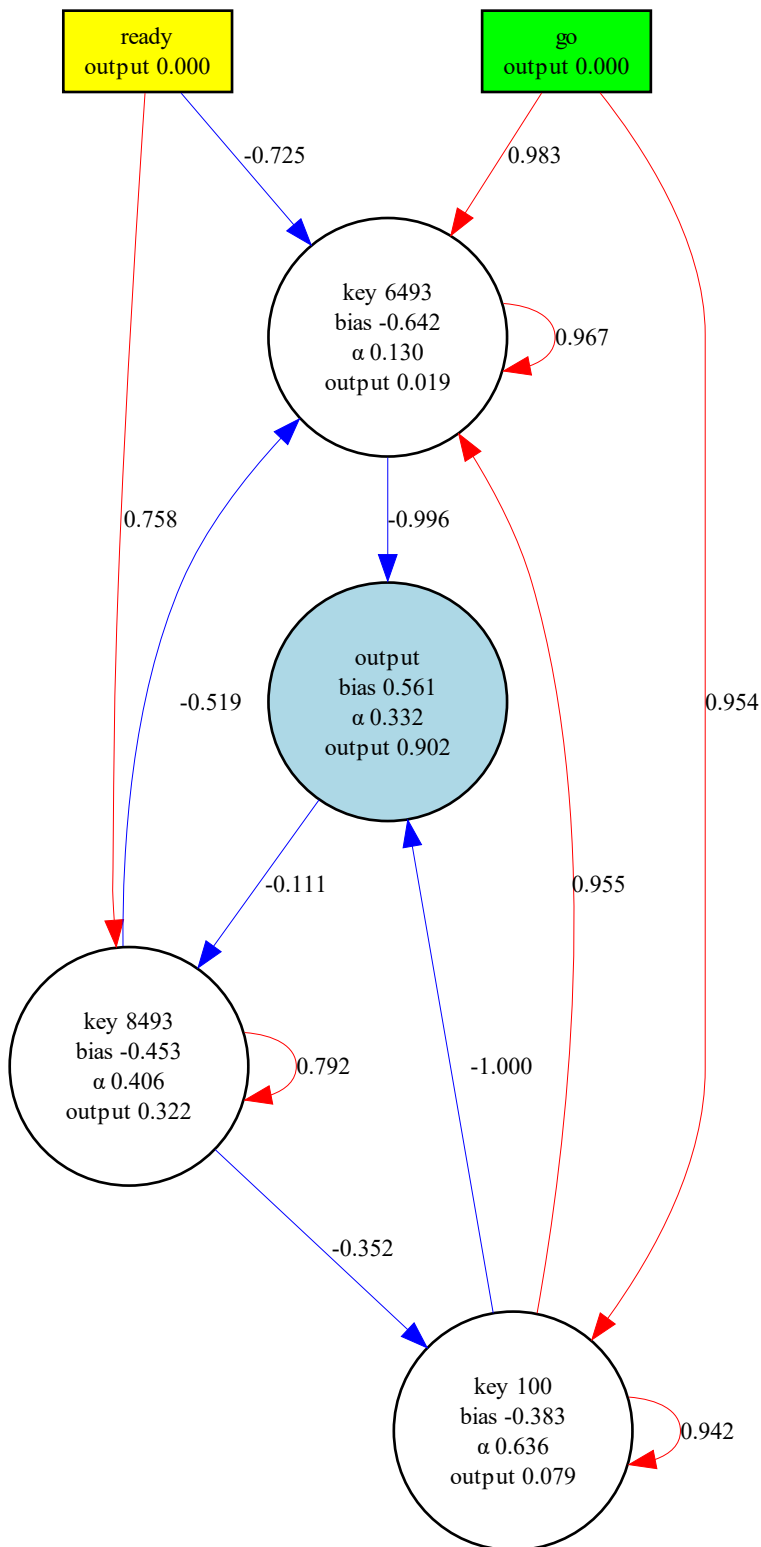 ready
output 0.000
go
output 0.000
-0.725
0.983
key 6493
bias -0.642
α 0.130
output 0.019
0.967
0.758
-0.996
-0.519
output
bias 0.561
α 0.332
output 0.902
0.954
-0.111
0.955
key 8493
bias -0.453
α 0.406
output 0.322
0.792
-1.000
-0.352
key 100
bias -0.383
α 0.636
output 0.079
0.942